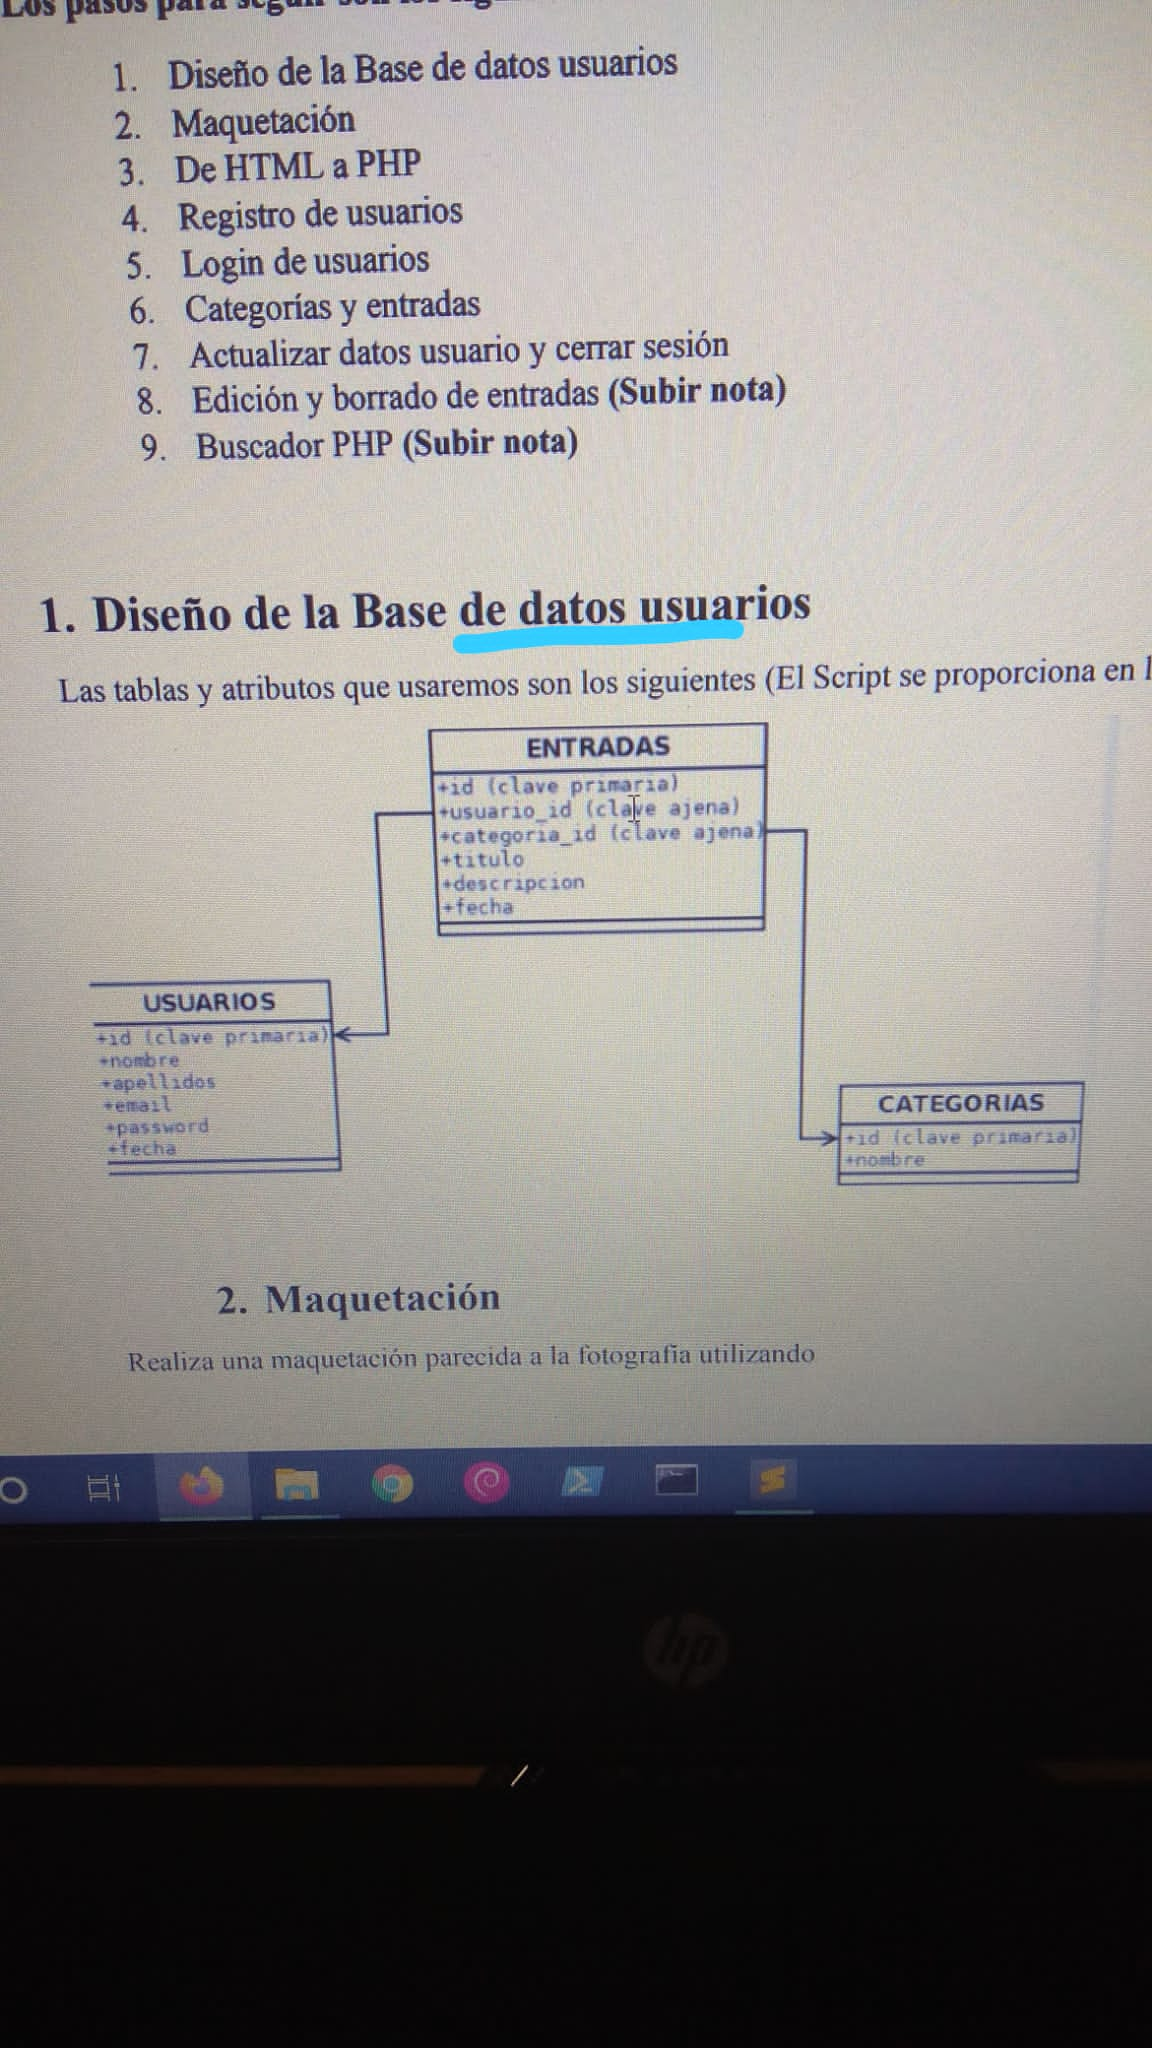 Los pasos para seguir son los
1. Diseño de la Base de datos usuarios
2. Maquetación
3. De HTML a PHP
4. Registro de usuarios
5. Login de usuarios
6. Categorías y entradas
7. Actualizar datos usuario y cerrar sesión
8. Edición y borrado de entradas (Subir nota)
9. Buscador PHP (Subir nota)
1. Diseño de la Base de datos usuarios
Las tablas y atributos que usaremos son los siguientes (El Script se proporciona en
ENTRADAS
+id (clave primaria)
+usuario_id (clave ajena)
+categoria_id (clave ajena)
+titulo
+descripcion
+fecha
USUARIOS
+id (clave primaria)
+nombre
+apellidos
+email
+password
+fecha
CATEGORIAS
+id (clave primaria)
+nombre
2. Maquetación
Realiza una maquetación parecida a la fotografía utilizando
hp